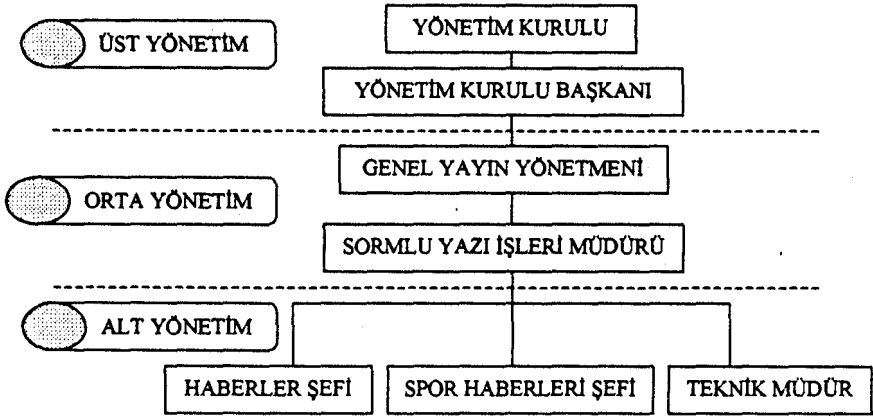 YÖNETİM KURULU
ÜST YÖNETİM
YÖNETİM KURULU BAŞKANI
GENEL YAYIN YÖNETMENİ
ORTA YÖNETİM
SORMLU YAZI İŞLERİ MÜDÜRÜ
ALT YÖNETİM
HABERLER ŞEFİ
SPOR HABERLERİ ŞEFİ
TEKNİK MÜDÜR